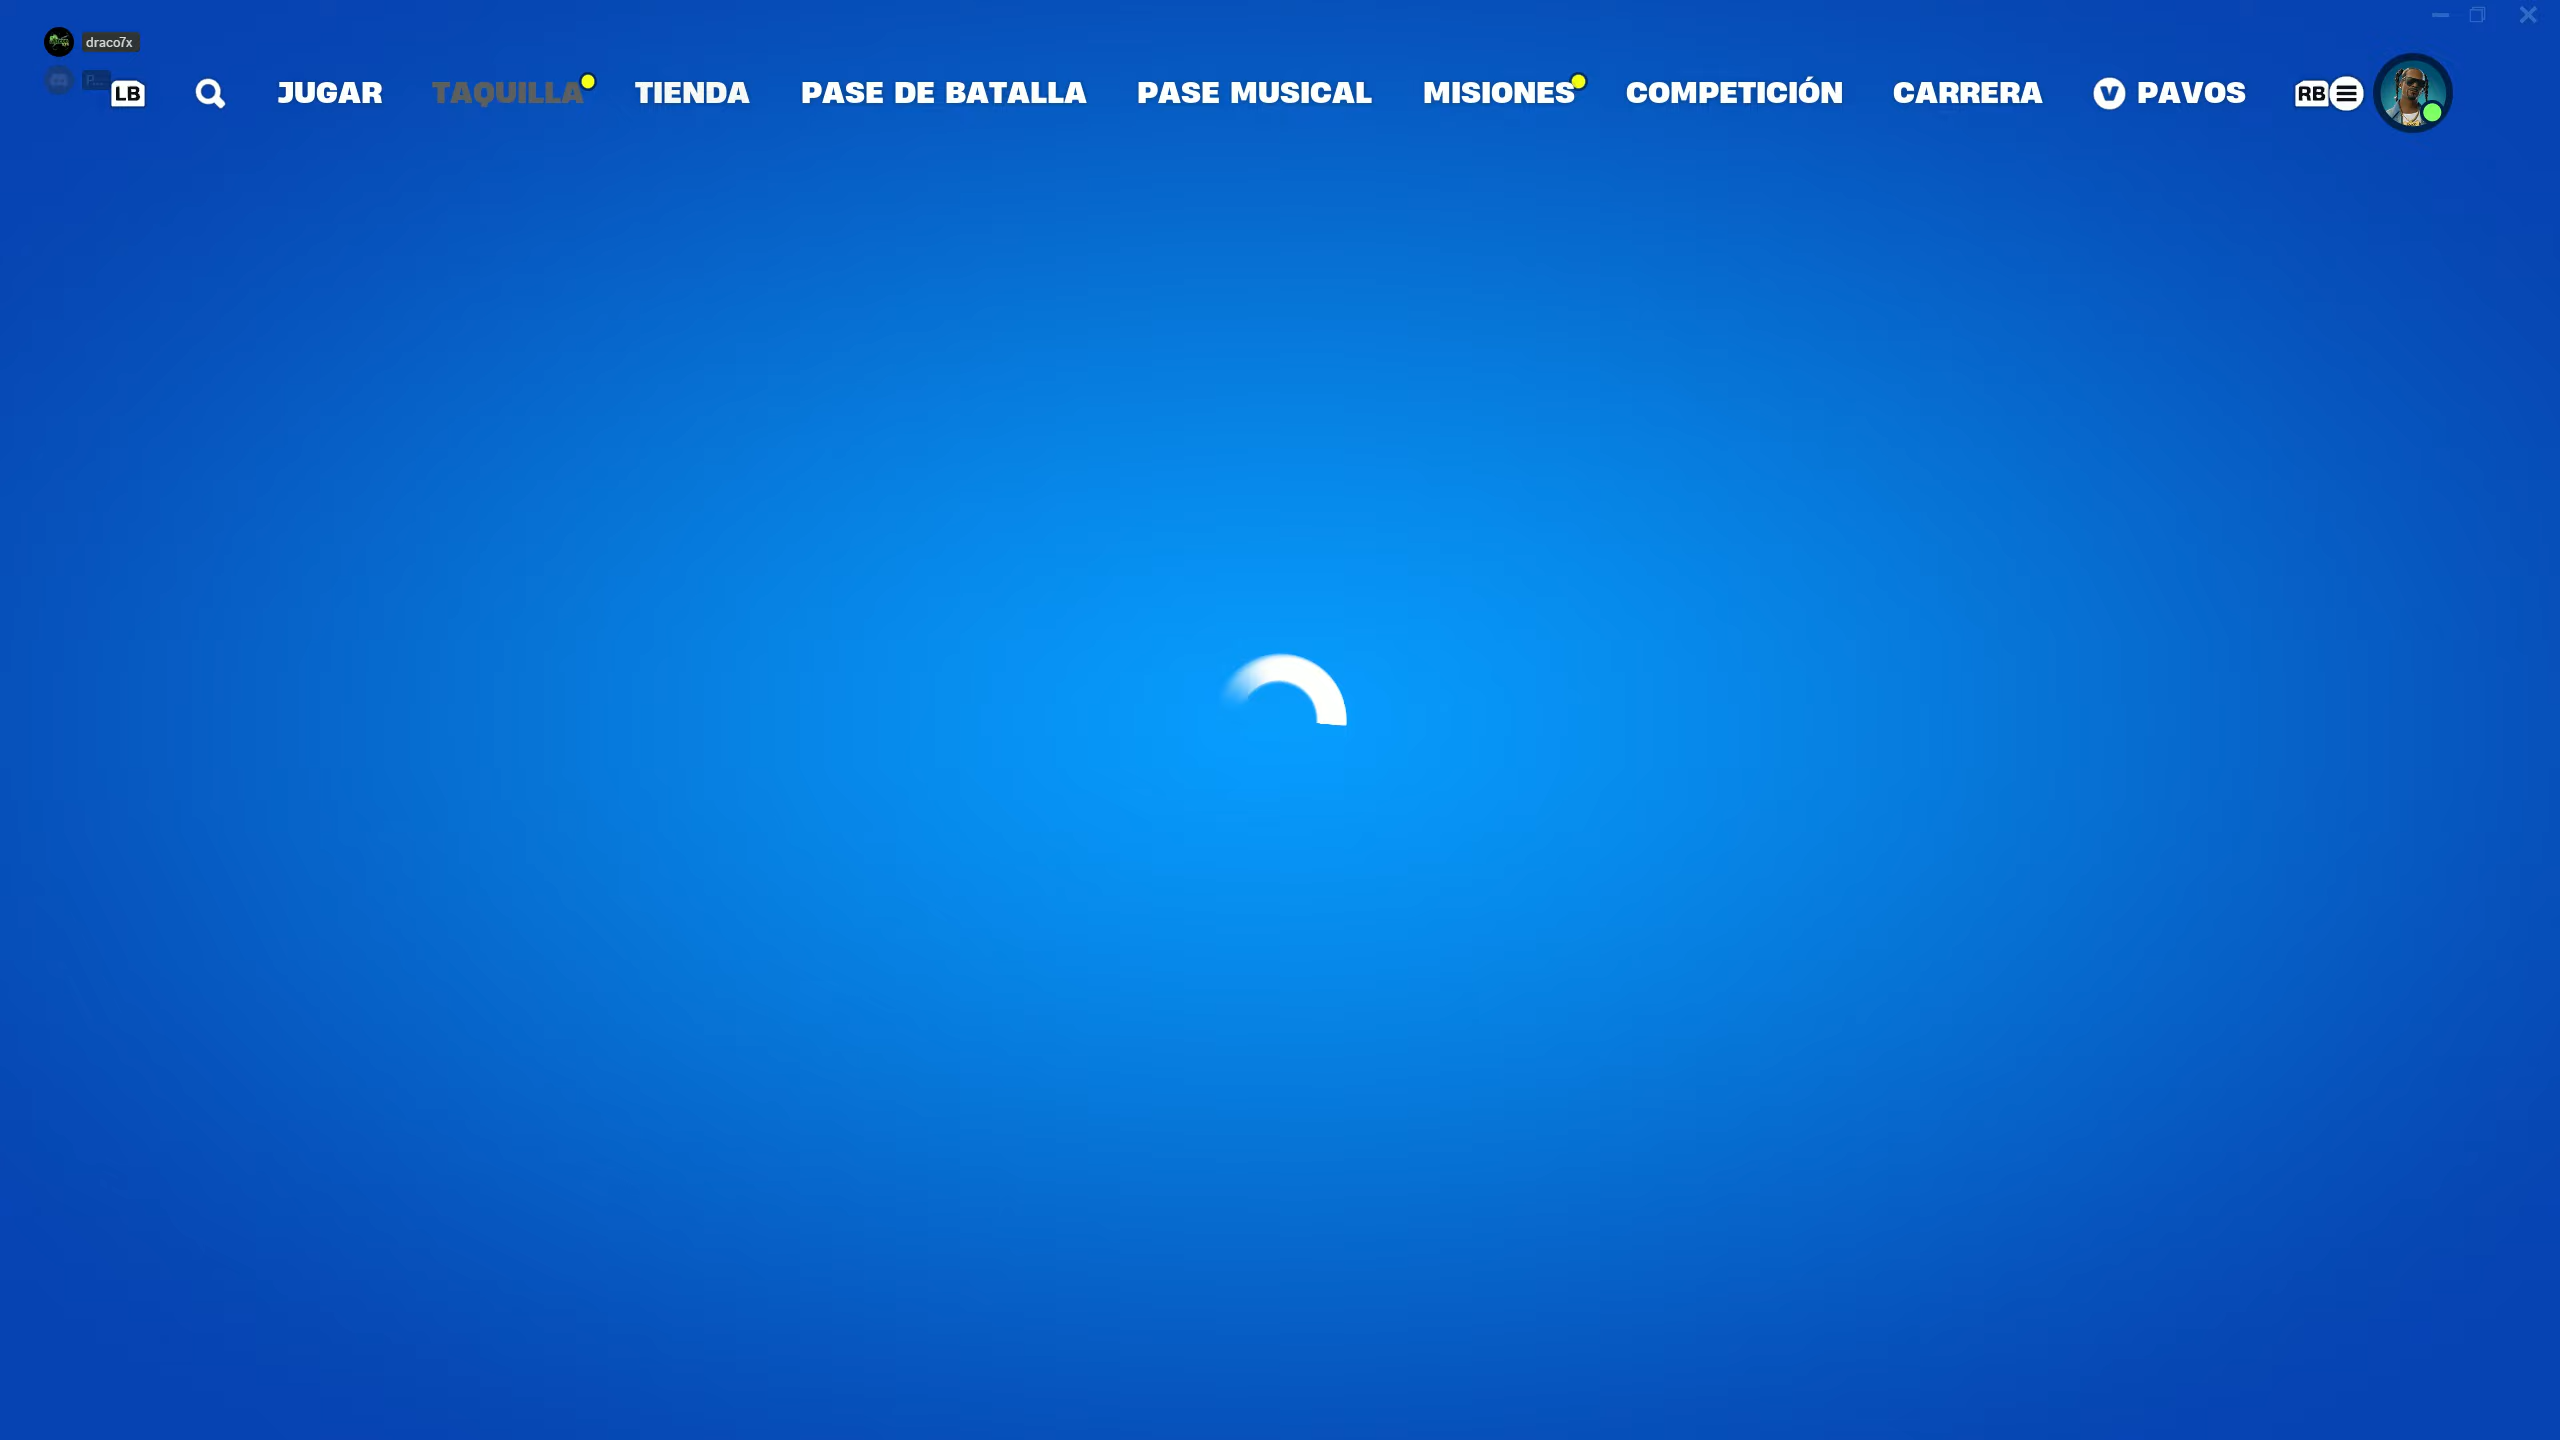 draco7x
LB JUGAR TAQUILLA TIENDA PASE DE BATALLA PASE MUSICAL MISIONES COMPETICIÓN CARRERA V PAVOS RB